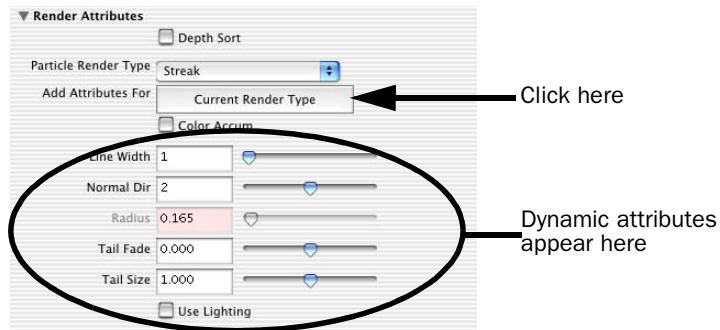 Render Attributes
Depth Sort
Particle Render Type Streak
Add Attributes For Current Render Type
Click here
Color Accum
Line Width 1
Normal Dir 2
Radius 0.165
Dynamic attributes
appear here
Tail Fade 0.000
Tail Size 1.000
Use Lighting